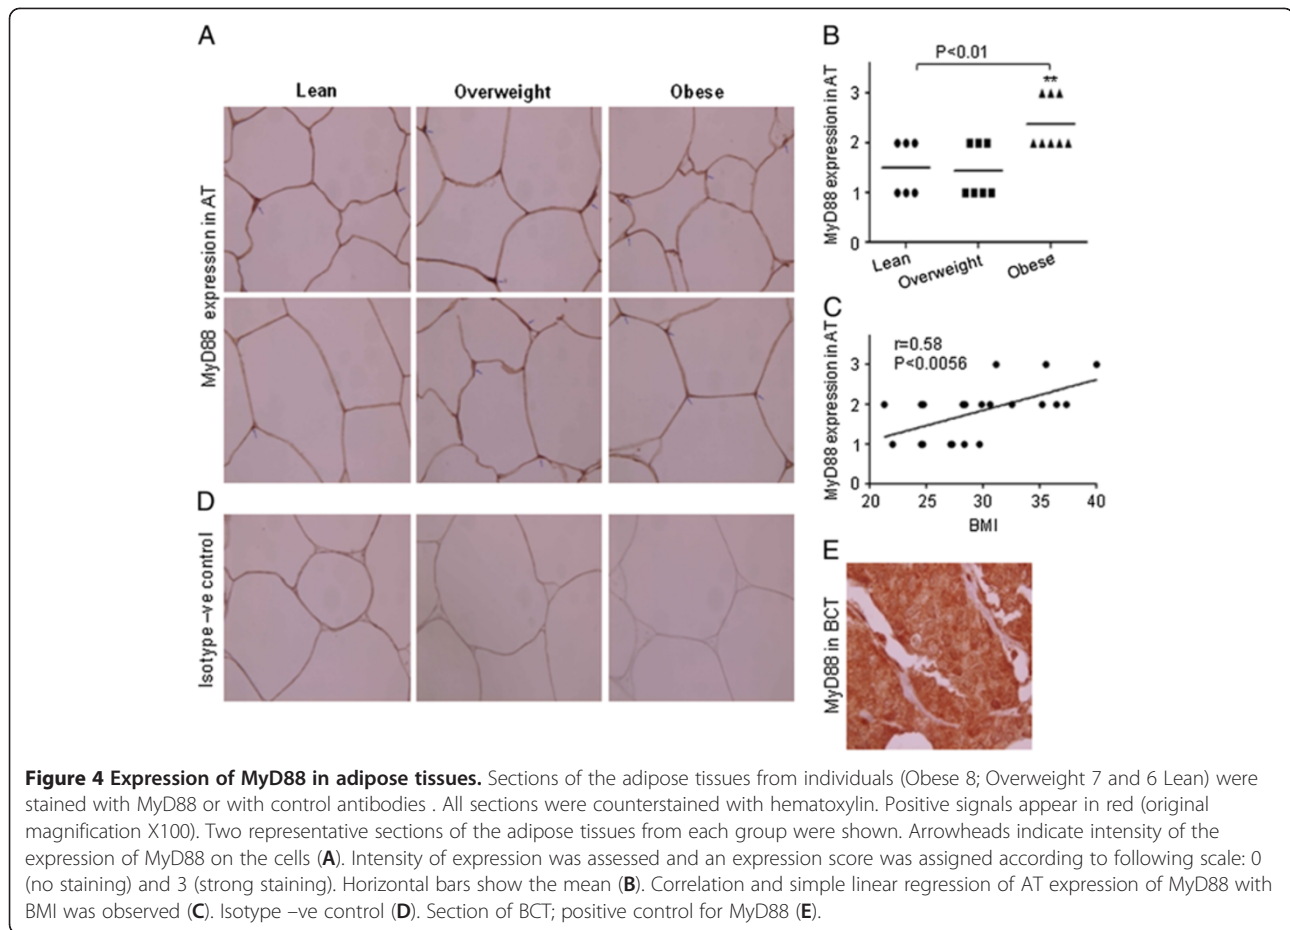 A
Lean Overweight Obese
MyD88 expression in AT
D
Isotype –ve control
B
P<0.01
**
MyD88 expression in AT
3
2
1
0
Lean
Overweight
Obese
C
MyD88 expression in AT
r=0.58
P<0.0056
3
2
1
0
20 25 30 35 40
BMI
E
MyD88 in BCT
Figure 4 Expression of MyD88 in adipose tissues. Sections of the adipose tissues from individuals (Obese 8; Overweight 7 and 6 Lean) were
stained with MyD88 or with control antibodies . All sections were counterstained with hematoxylin. Positive signals appear in red (original
magnification X100). Two representative sections of the adipose tissues from each group were shown. Arrowheads indicate intensity of the
expression of MyD88 on the cells (A). Intensity of expression was assessed and an expression score was assigned according to following scale: 0
(no staining) and 3 (strong staining). Horizontal bars show the mean (B). Correlation and simple linear regression of AT expression of MyD88 with
BMI was observed (C). Isotype –ve control (D). Section of BCT; positive control for MyD88 (E).